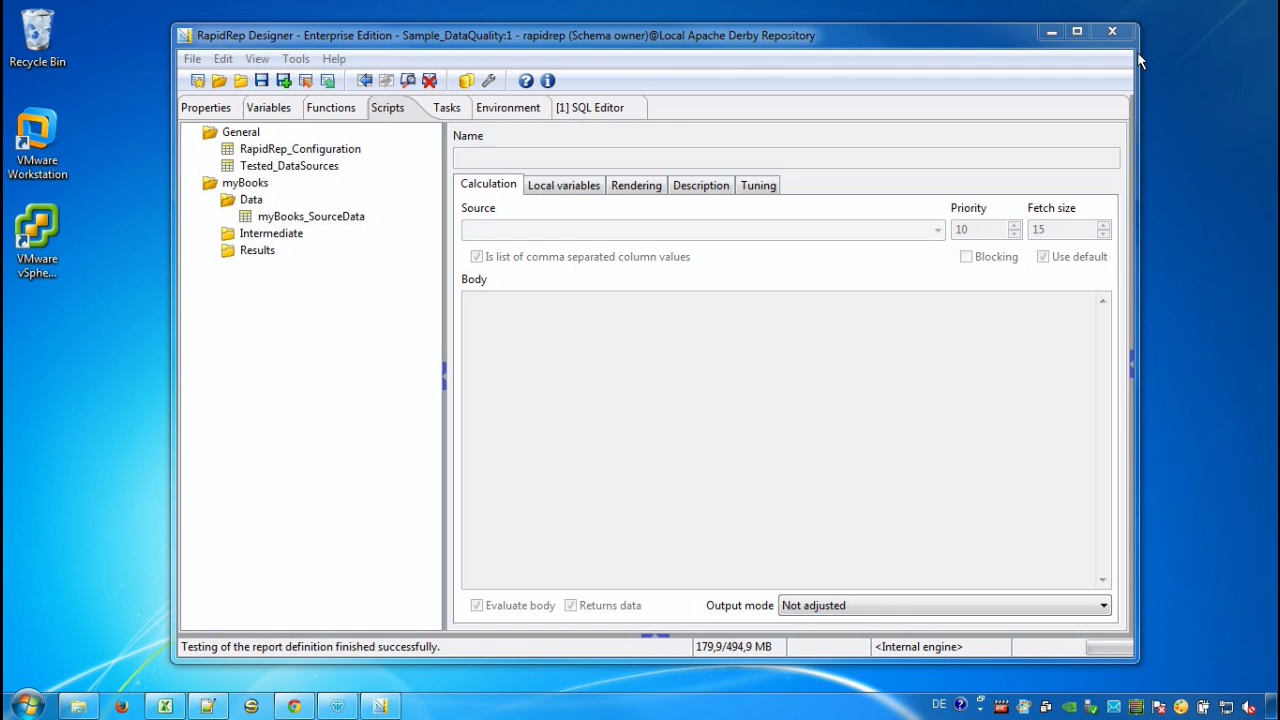 Recycle Bin
VMware
Workstation
VMware
vSphe...
RapidRep Designer - Enterprise Edition - Sample_DataQuality:1 - rapidrep (Schema owner)@Local Apache Derby Repository
File Edit View Tools Help
Properties Variables Functions Scripts Tasks Environment [1] SQL Editor
General
RapidRep_Configuration
Tested_DataSources
myBooks
Data
myBooks_SourceData
Intermediate
Results
Name
Calculation Local variables Rendering Description Tuning
Source Priority Fetch size
10 15
Is list of comma separated column values Blocking Use default
Body
Evaluate body Returns data Output mode Not adjusted
Testing of the report definition finished successfully. 179,9/494,9 MB <Internal engine>
DE